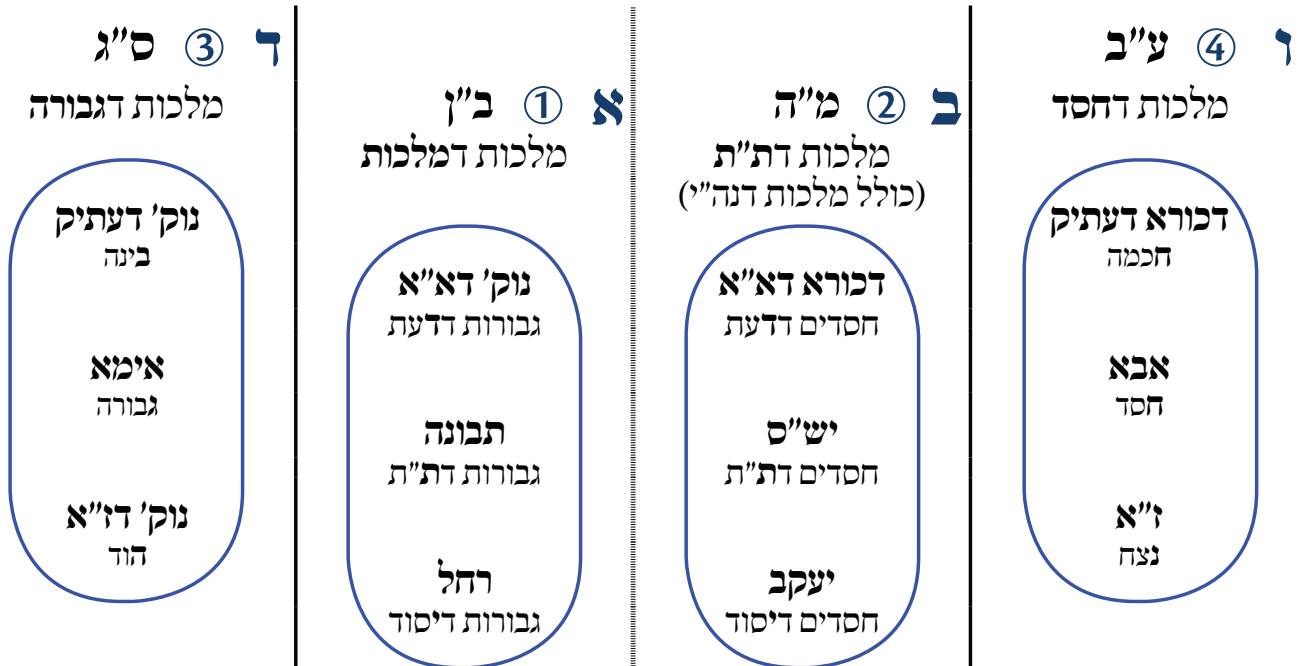 ו ④ ע״ב
מלכות דחסד
דכורא דעתיק
חכמה
אבא
חסד
ז״א
נצח
ב ② מ״ה
מלכות דת״ת
(כולל מלכות דנה״י)
דכורא דא״א
חסדים דדעת
יש״ס
חסדים דת״ת
יעקב
חסדים דיסוד
א ① ב״ן
מלכות דמלכות
נוק׳ דא״א
גבורות דדעת
תבונה
גבורות דת״ת
רחל
גבורות דיסוד
ד ③ ס״ג
מלכות דגבורה
נוק׳ דעתיק
בינה
אימא
גבורה
נוק׳ דז״א
הוד